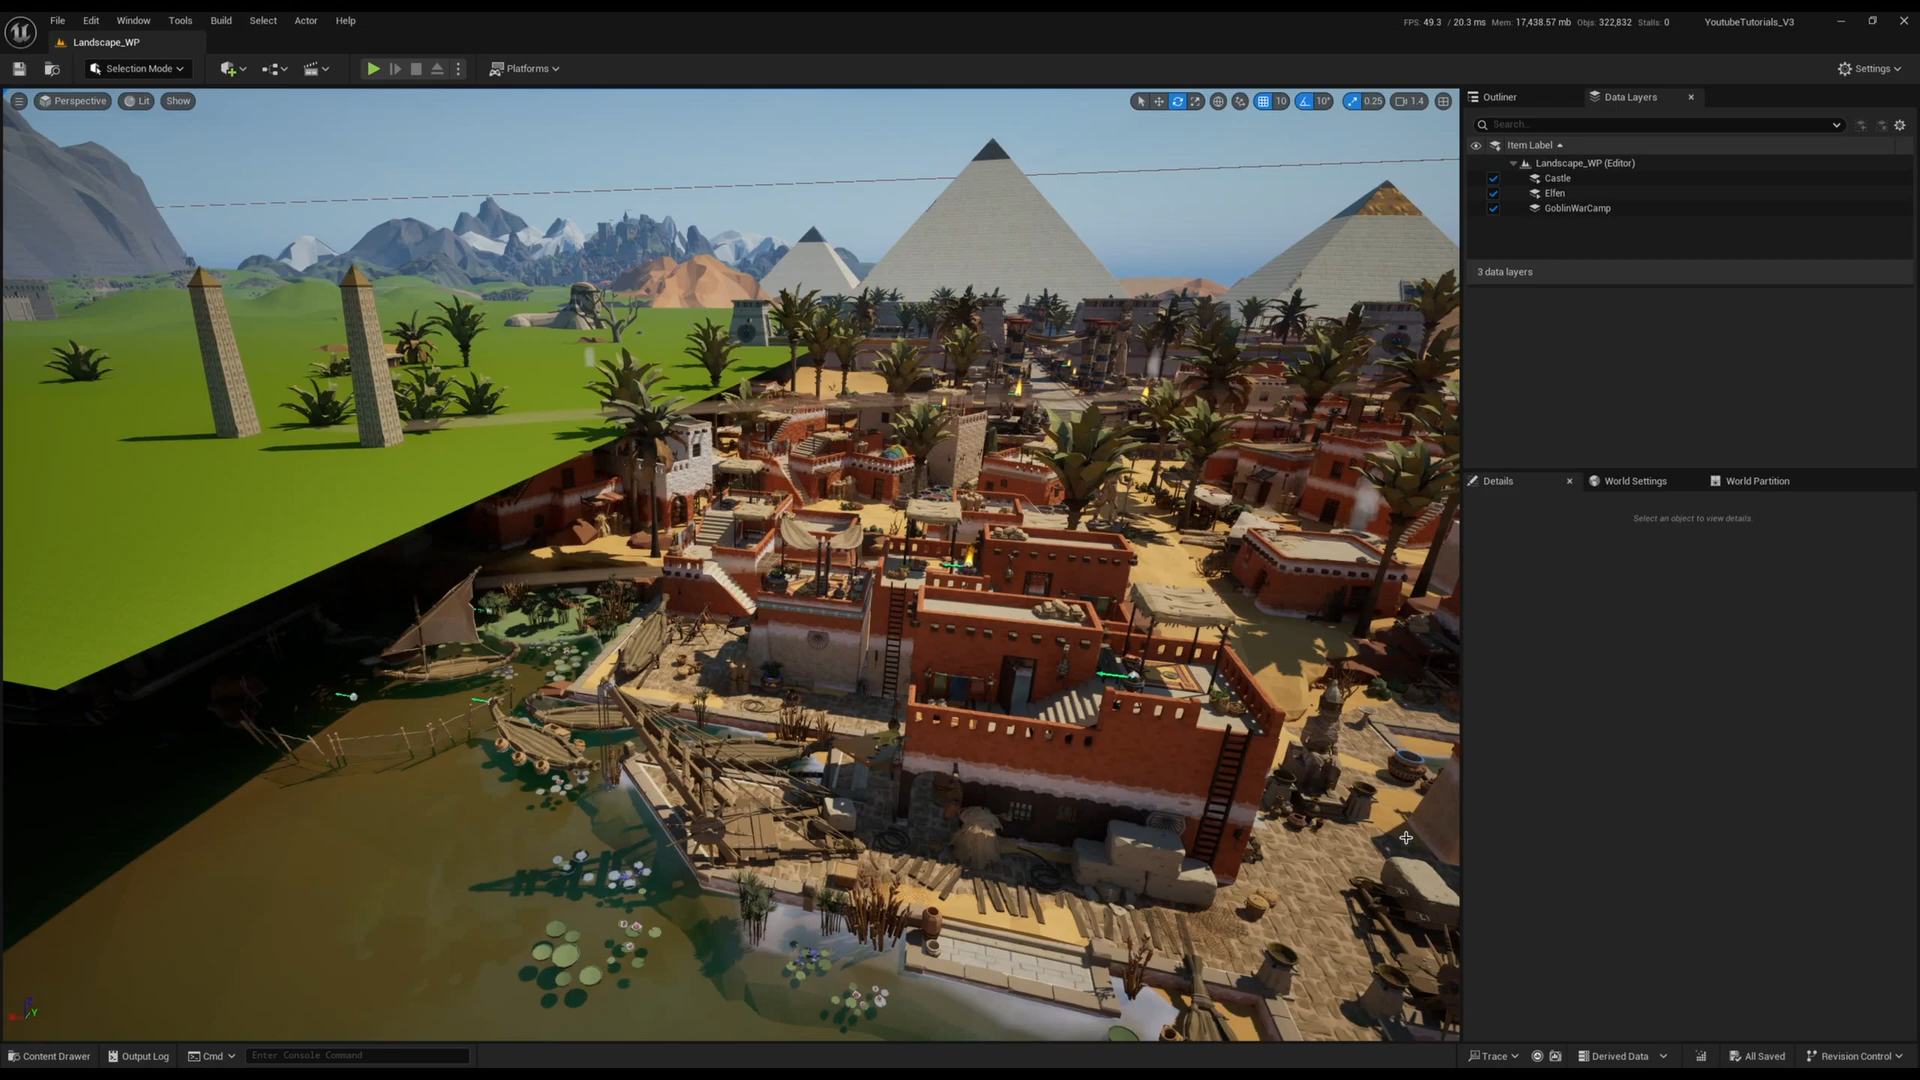 File Edit Window Tools Build Select Actor Help
FPS: 49.3 / 20.3 ms Mem: 17,438.57 mb Objs: 322,832 Stalls: 0 YoutubeTutorials_V3
Landscape_WP
Selection Mode
Platforms
Settings
Perspective Lit Show
10 10° 0.25 1.4
Outliner Data Layers
Search...
Item Label
Landscape_WP (Editor)
Castle
Elfen
GoblinWarCamp
3 data layers
Details World Settings World Partition
Select an object to view details.
Z
Y
Content Drawer Output Log Cmd Enter Console Command
Trace Derived Data All Saved Revision Control